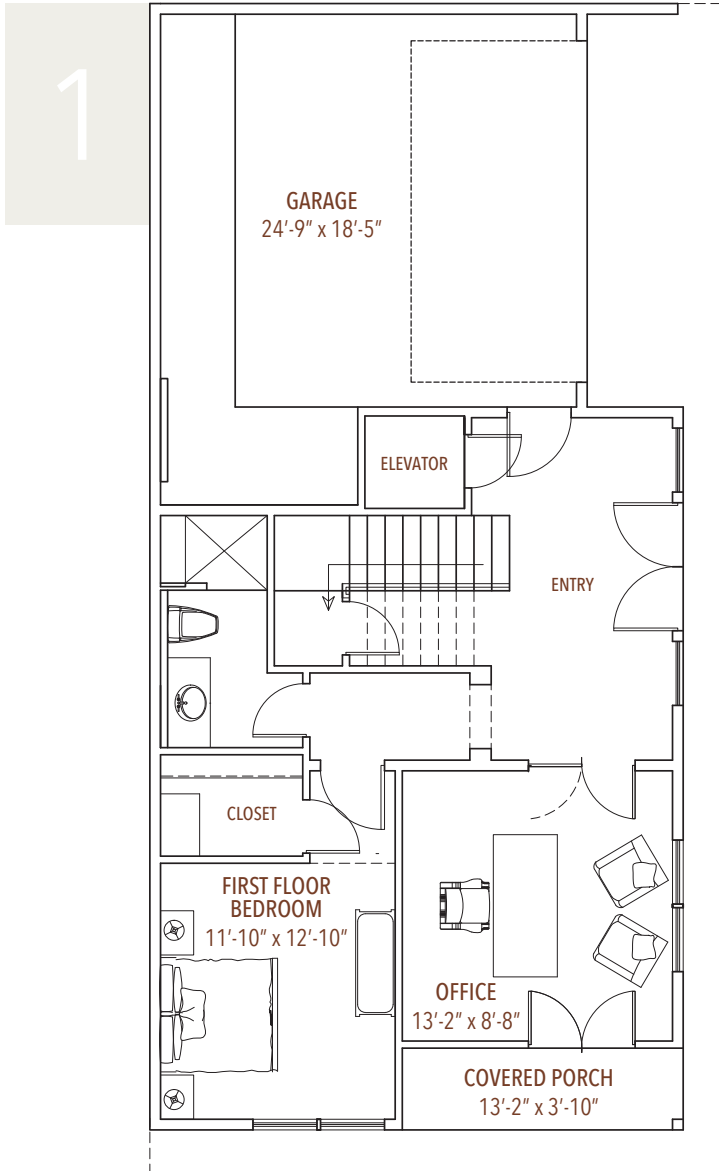 1
GARAGE
24'-9" x 18'-5"
ELEVATOR
ENTRY
CLOSET
FIRST FLOOR
BEDROOM
11'-10" x 12'-10"
OFFICE
13'-2" x 8'-8"
COVERED PORCH
13'-2" x 3'-10"